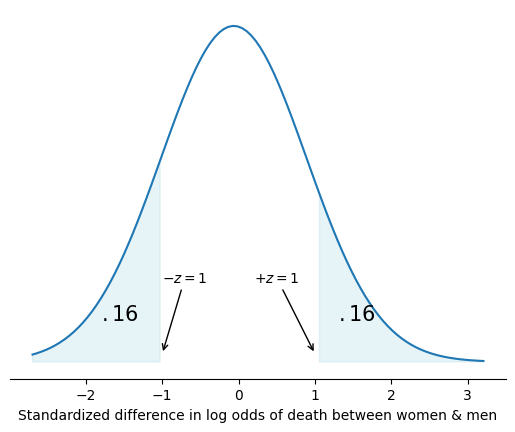 −z = 1
+z = 1
.16
.16
−2
−1
0
1
2
3
Standardized difference in log odds of death between women & men